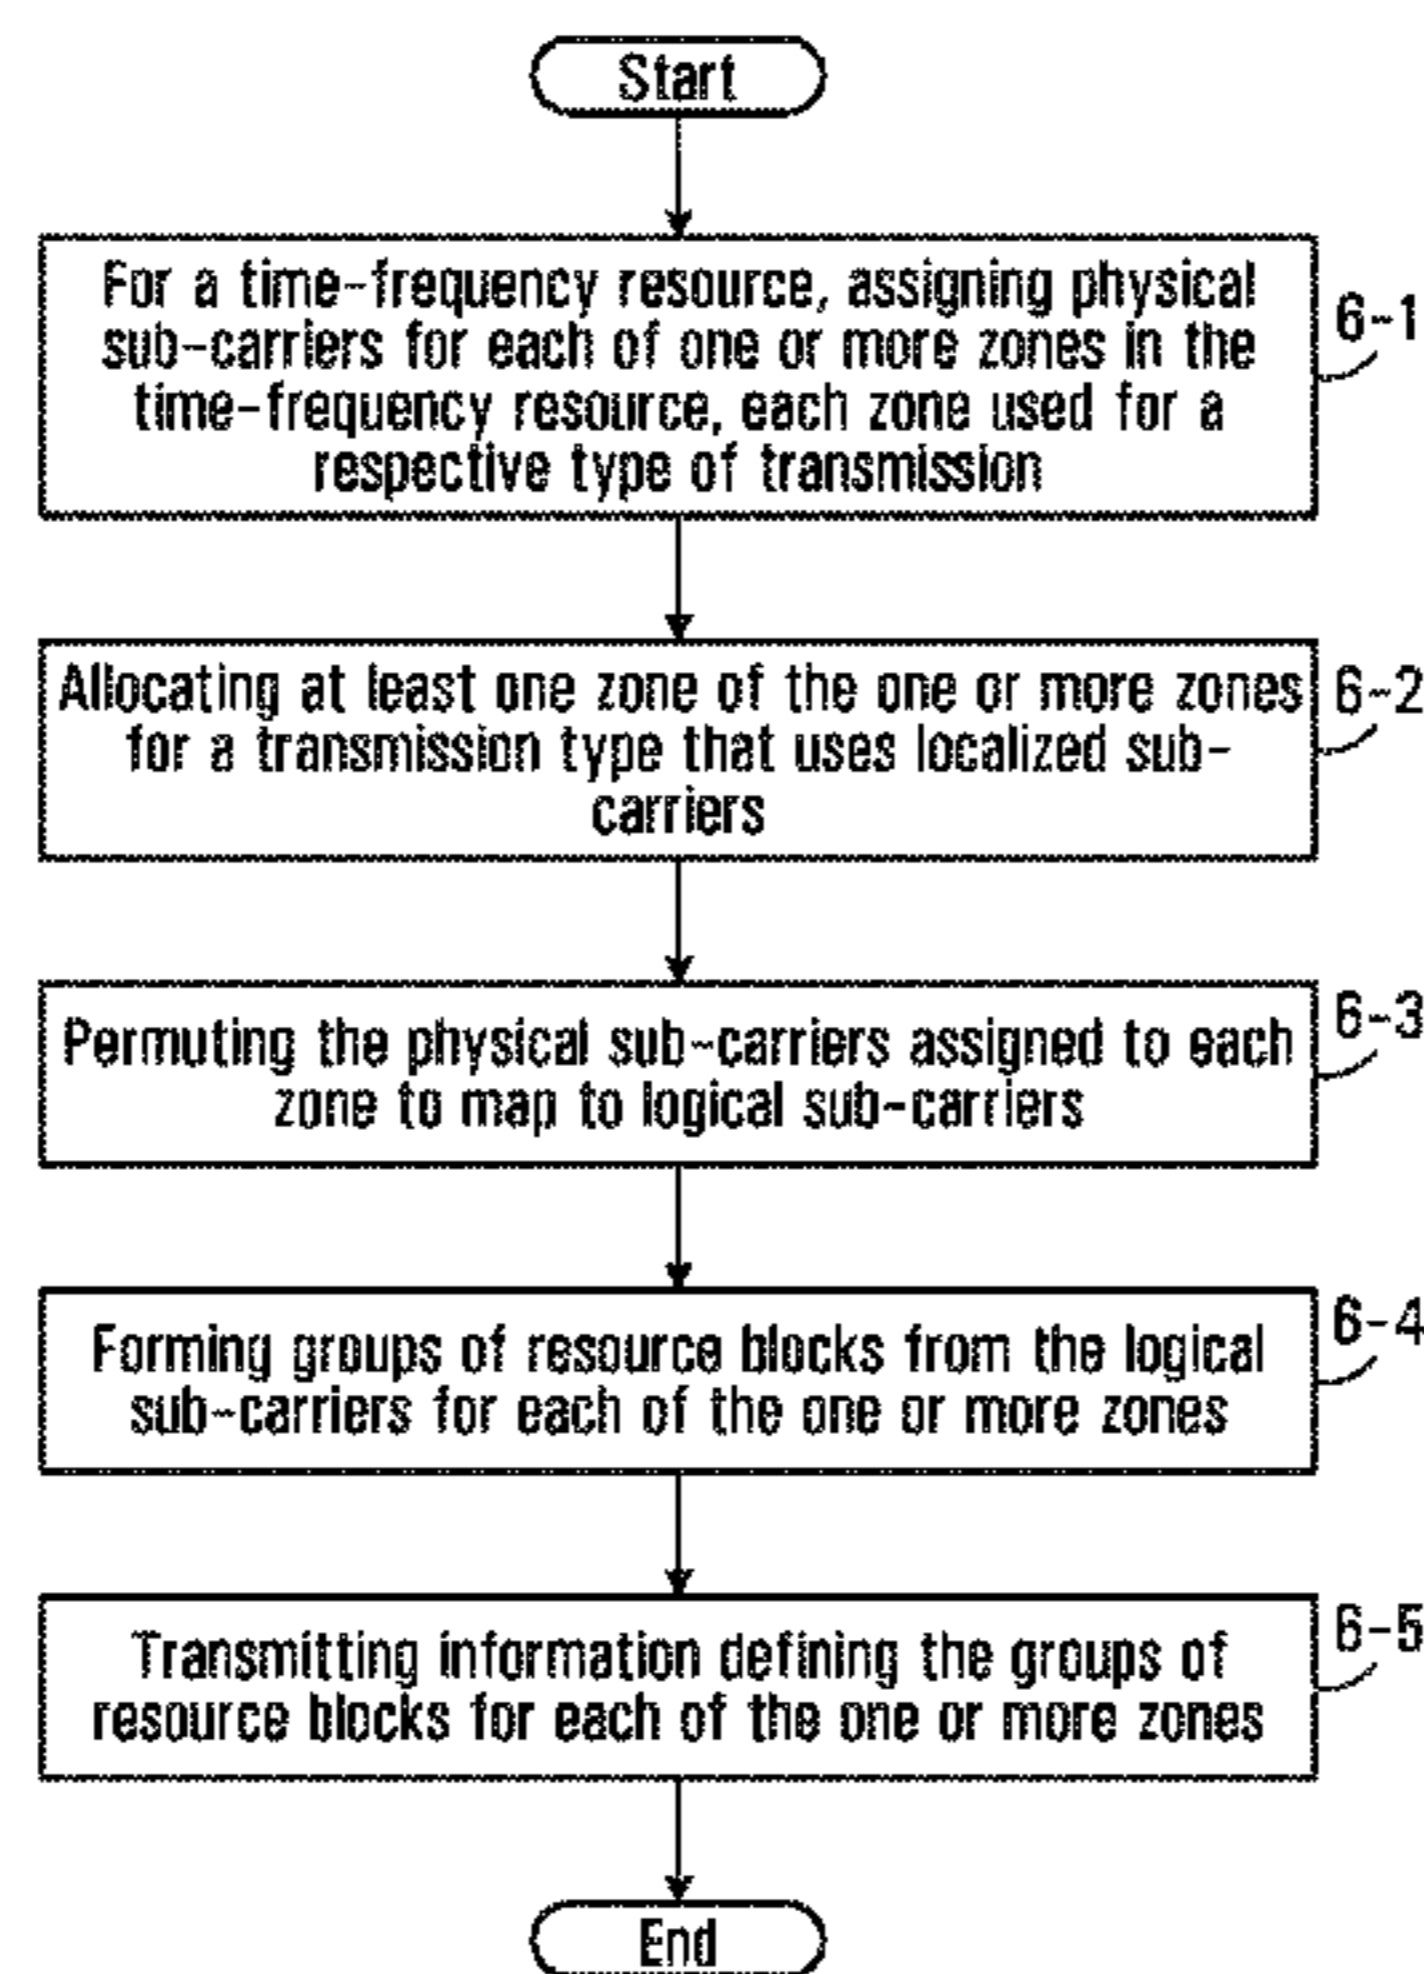 Start
For a time-frequency resource, assigning physical
sub-carriers for each of one or more zones in the
time-frequency resource, each zone used for a
respective type of transmission
6-1
Allocating at least one zone of the one or more zones
for a transmission type that uses localized sub-
carriers
6-2
Permuting the physical sub-carriers assigned to each
zone to map to logical sub-carriers
6-3
Forming groups of resource blocks from the logical
sub-carriers for each of the one or more zones
6-4
Transmitting information defining the groups of
resource blocks for each of the one or more zones
6-5
End